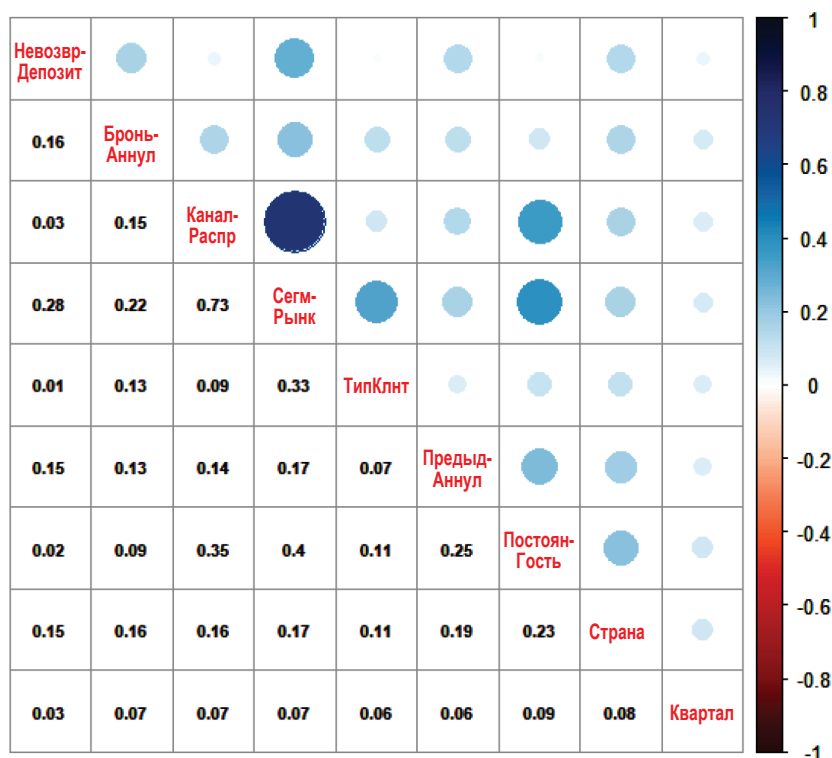 Невозвр-
Депозит
0.16
Бронь-
Аннул
0.03 0.15
Канал-
Распр
0.28 0.22 0.73
Сегм-
Рынк
0.01 0.13 0.09 0.33 ТипКлнт
0.15 0.13 0.14 0.17 0.07
Предыд-
Аннул
0.02 0.09 0.35 0.4 0.11 0.25
Постоян-
Гость
0.15 0.16 0.16 0.17 0.11 0.19 0.23 Страна
0.03 0.07 0.07 0.07 0.06 0.06 0.09 0.08 Квартал
1
0.8
0.6
0.4
0.2
0
-0.2
-0.4
-0.6
-0.8
-1